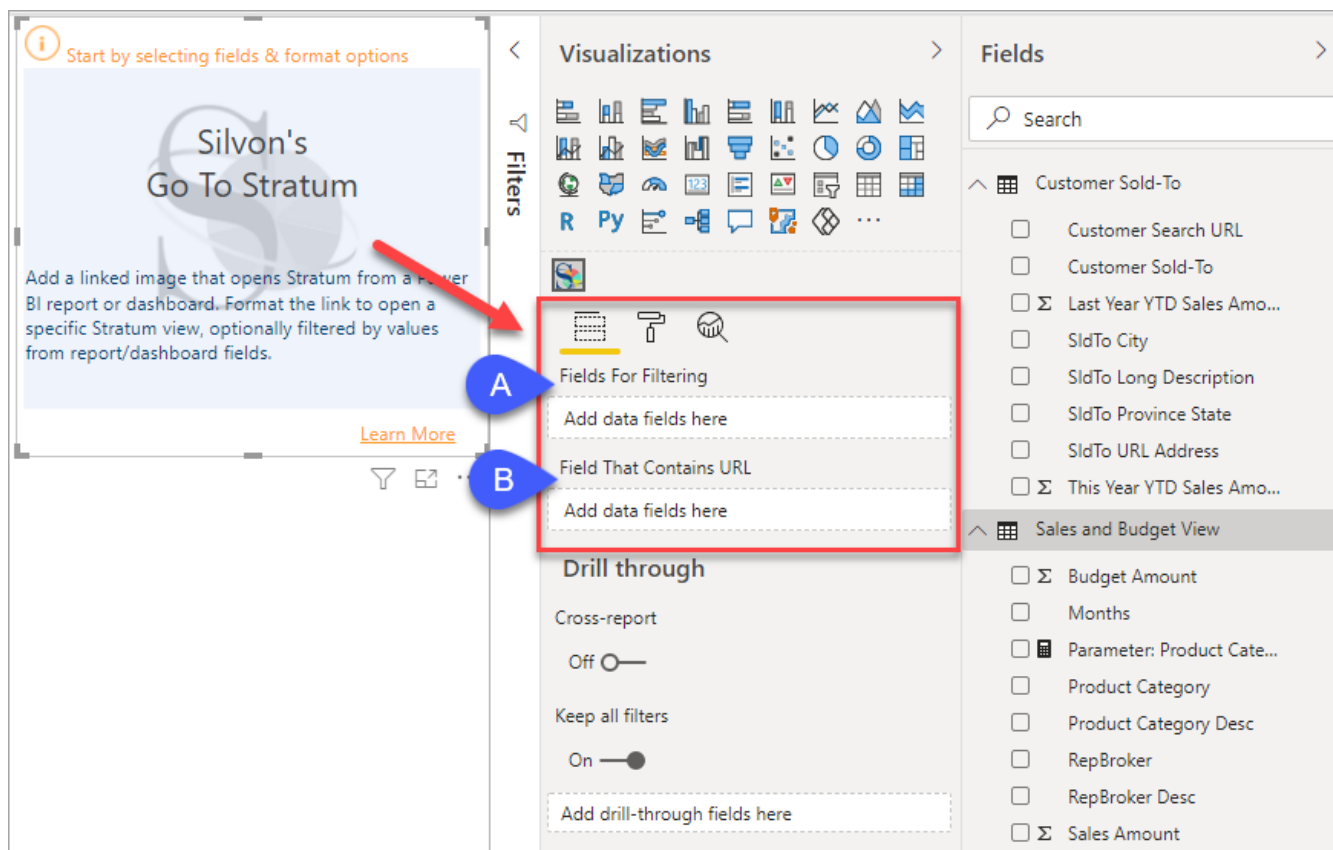 Start by selecting fields & format options
Silvon's
Go To Stratum
Add a linked image that opens Stratum from a Power
BI report or dashboard. Format the link to open a
specific Stratum view, optionally filtered by values
from report/dashboard fields.
Learn More
Filters
Visualizations
123
R Py
A
Fields For Filtering
Add data fields here
B
Field That Contains URL
Add data fields here
Drill through
Cross-report
Off
Keep all filters
On
Add drill-through fields here
Fields
Search
Customer Sold-To
Customer Search URL
Customer Sold-To
Σ Last Year YTD Sales Amo...
SldTo City
SldTo Long Description
SldTo Province State
SldTo URL Address
Σ This Year YTD Sales Amo...
Sales and Budget View
Σ Budget Amount
Months
Parameter: Product Cate...
Product Category
Product Category Desc
RepBroker
RepBroker Desc
Σ Sales Amount